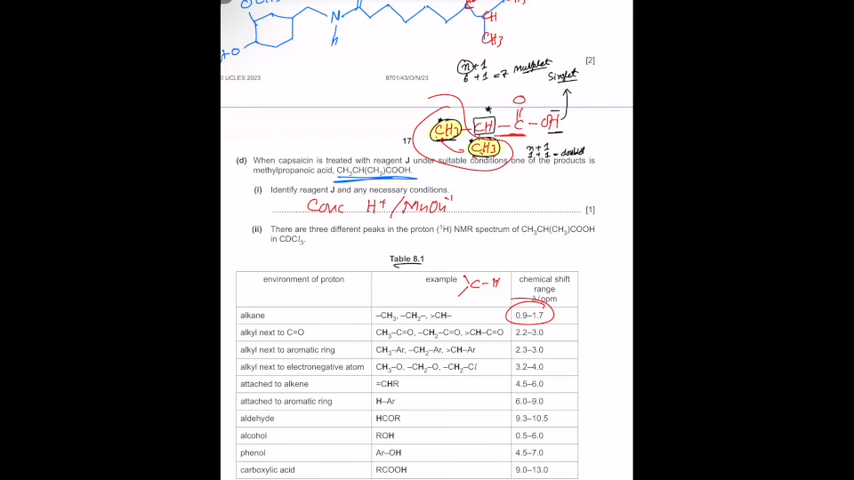 OCH3
N
H
HO
CH
CH3
[2]
© UCLES 2023
9701/43/O/N/23
n+1
6+1=7 multiplet
Singlet
O
CH3 - CH - C - OH
CH3
n+1
1+1 - doublet
17
(d) When capsaicin is treated with reagent J under suitable conditions one of the products is
methylpropanoic acid, CH₃CH(CH₃)COOH.
(i) Identify reagent J and any necessary conditions.
Conc H+/MnO4-1 [1]
(ii) There are three different peaks in the proton (¹H) NMR spectrum of CH₃CH(CH₃)COOH
in CDCl₃.
Table 8.1
C-H
environment of proton example chemical shift
range
δ/ppm
alkane –CH₃, –CH₂–, >CH– 0.9–1.7
alkyl next to C=O CH₃–C=O, –CH₂–C=O, >CH–C=O 2.2–3.0
alkyl next to aromatic ring CH₃–Ar, –CH₂–Ar, >CH–Ar 2.3–3.0
alkyl next to electronegative atom CH₃–O, –CH₂–O, –CH₂–Cl 3.2–4.0
attached to alkene =CHR 4.5–6.0
attached to aromatic ring H–Ar 6.0–9.0
aldehyde HCOR 9.3–10.5
alcohol ROH 0.5–6.0
phenol Ar–OH 4.5–7.0
carboxylic acid RCOOH 9.0–13.0